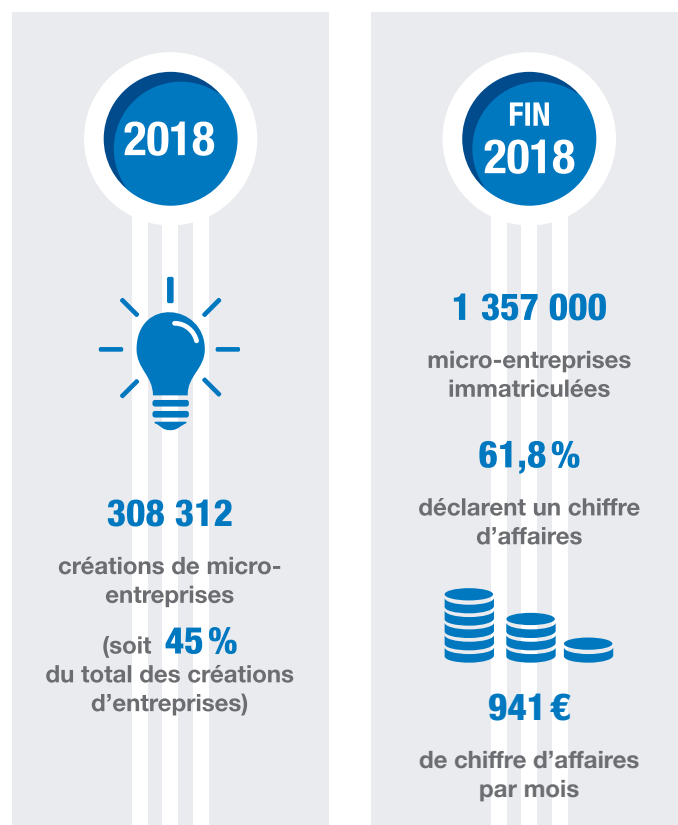 2018
308 312
créations de micro-
entreprises
(soit 45 %
du total des créations
d’entreprises)
FIN
2018
1 357 000
micro-entreprises
immatriculées
61,8 %
déclarent un chiffre
d’affaires
941 €
de chiffre d’affaires
par mois